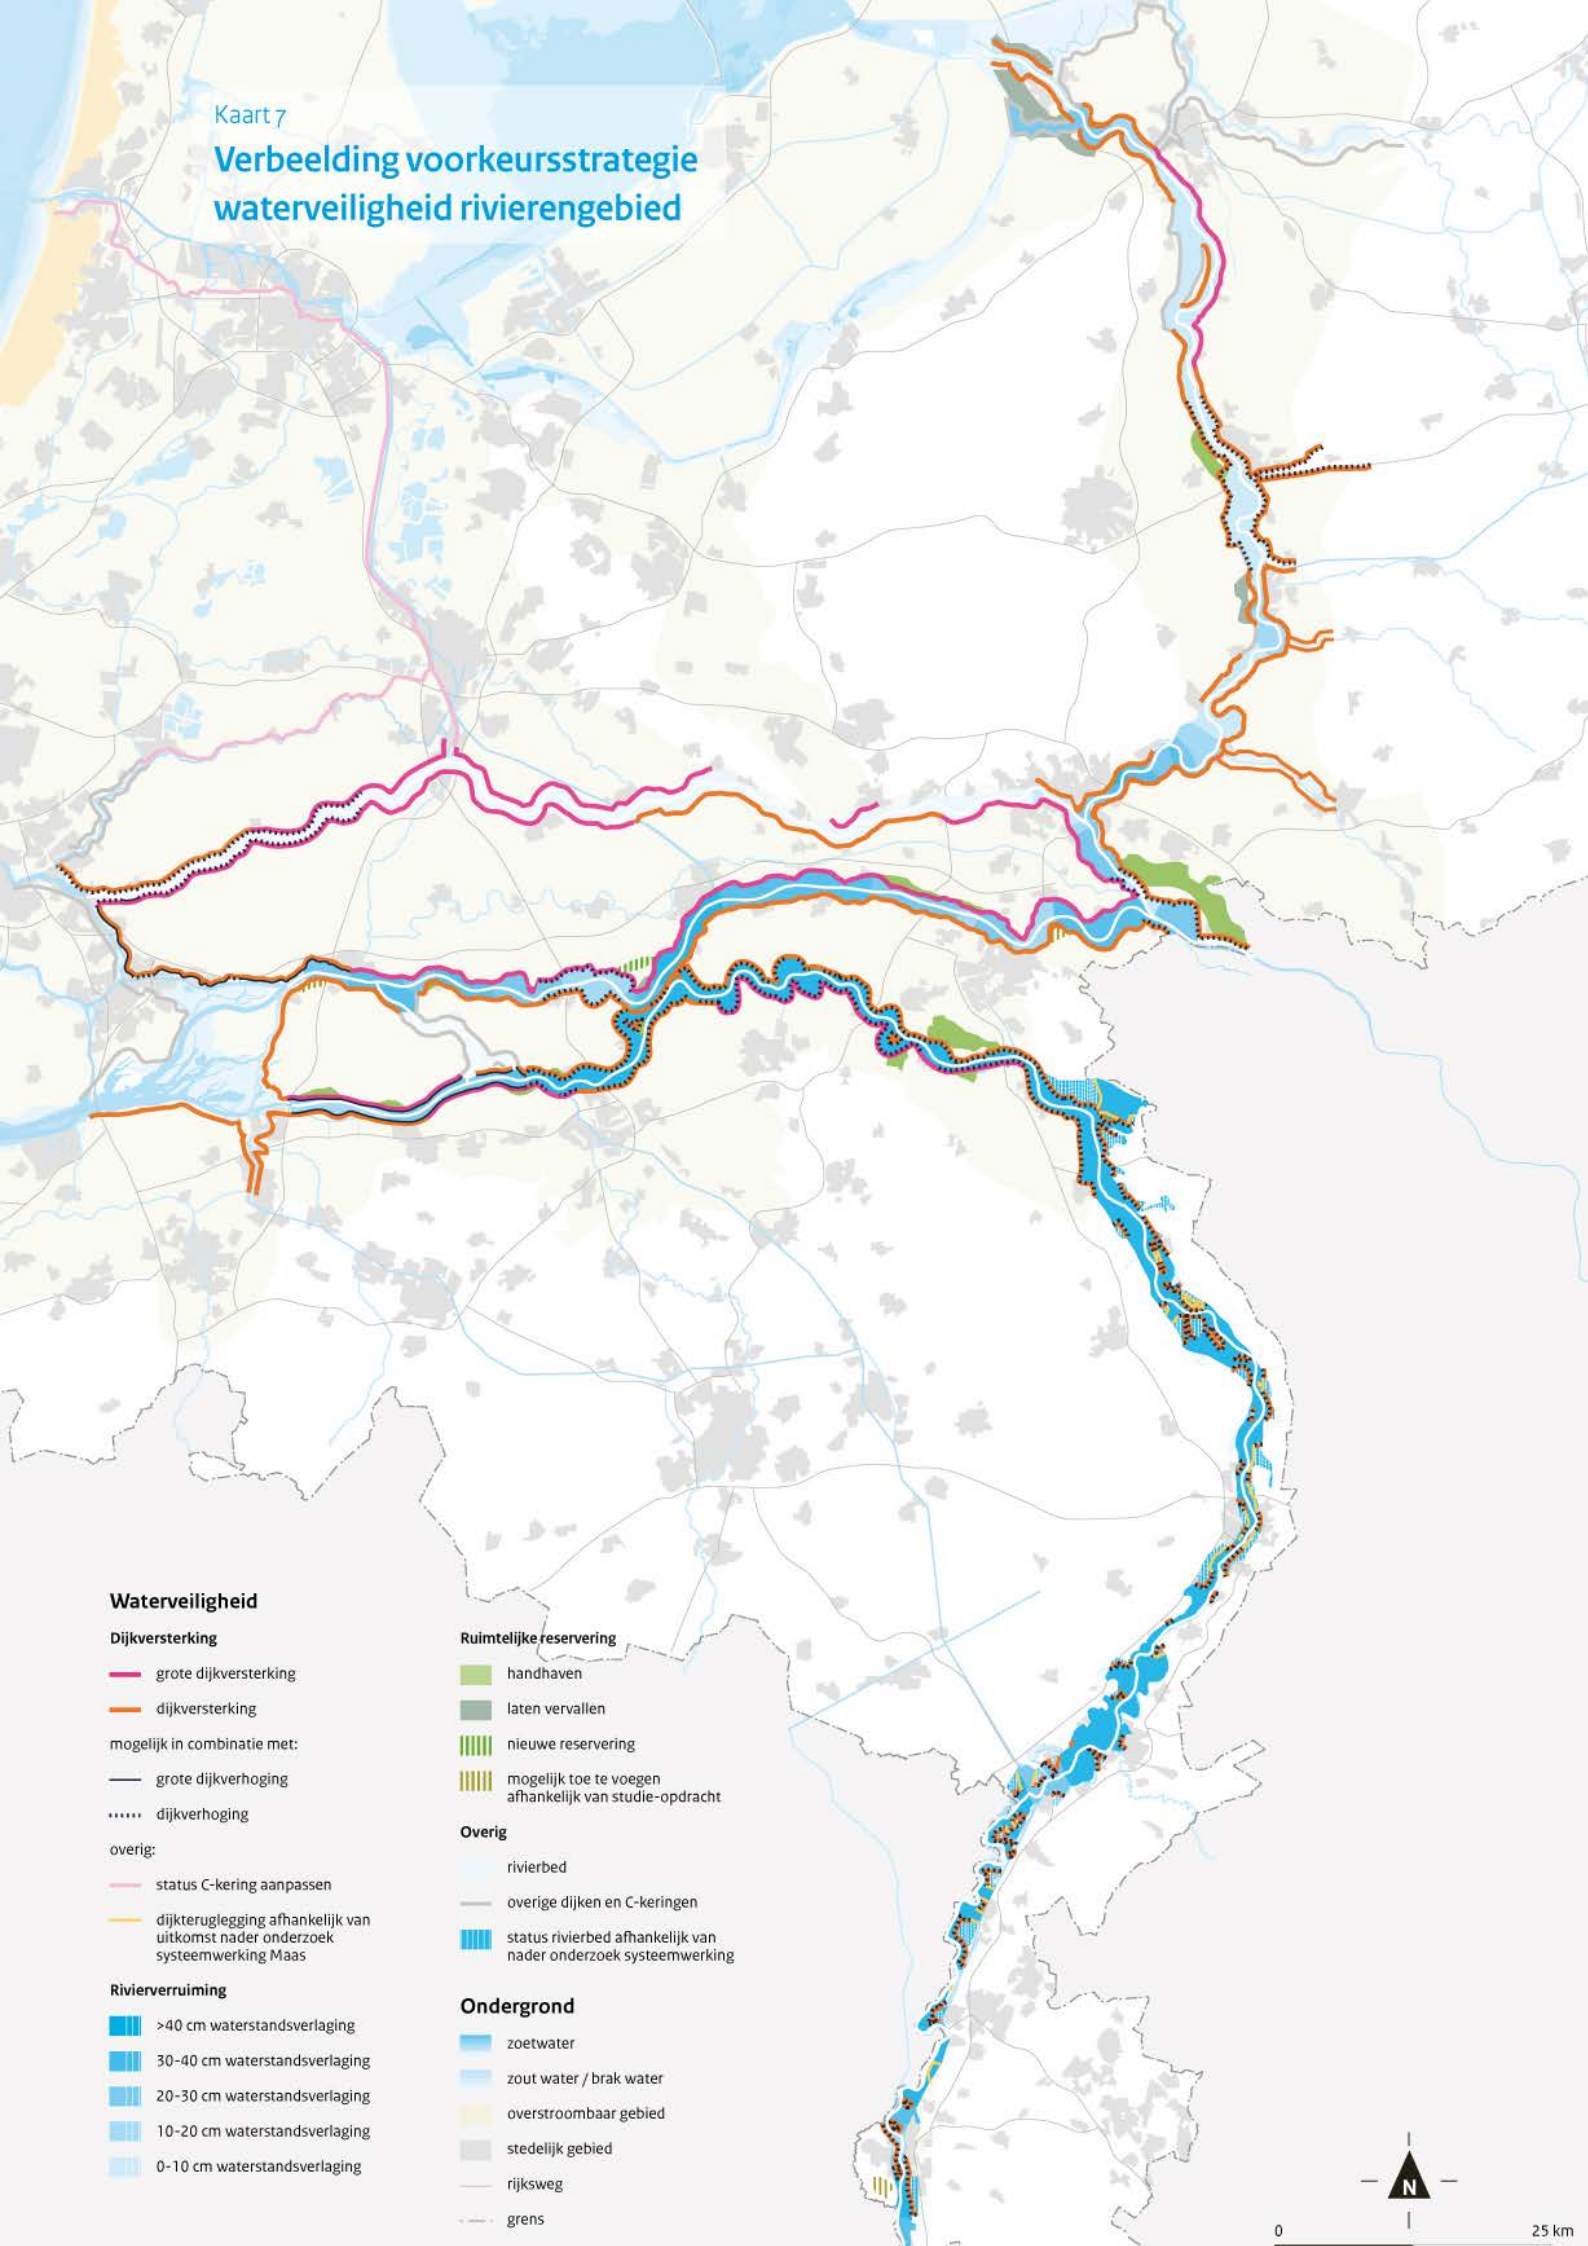 Kaart 7
Verbeelding voorkeursstrategie
waterveiligheid rivierengebied
Waterveiligheid
Dijkversterking
grote dijkversterking
dijkversterking
mogelijk in combinatie met:
grote dijkverhoging
dijkverhoging
overig:
status C-kering aanpassen
dijkteruglegging afhankelijk van
uitkomst nader onderzoek
systeemwerking Maas
Rivierverruiming
>40 cm waterstandsverlaging
30-40 cm waterstandsverlaging
20-30 cm waterstandsverlaging
10-20 cm waterstandsverlaging
0-10 cm waterstandsverlaging
Ruimtelijke reservering
handhaven
laten vervallen
nieuwe reservering
mogelijk toe te voegen
afhankelijk van studie-opdracht
Overig
rivierbed
overige dijken en C-keringen
status rivierbed afhankelijk van
nader onderzoek systeemwerking
Ondergrond
zoetwater
zout water / brak water
overstroombaar gebied
stedelijk gebied
rijksweg
grens
N
0 25 km